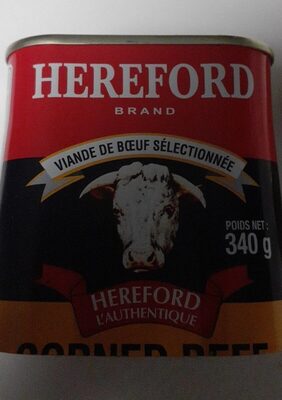 HEREFORD
BRAND
VIANDE DE BŒUF SÉLECTIONNÉE
POIDS NET:
340 g
HEREFORD
L'AUTHENTIQUE
CORNED BEEF